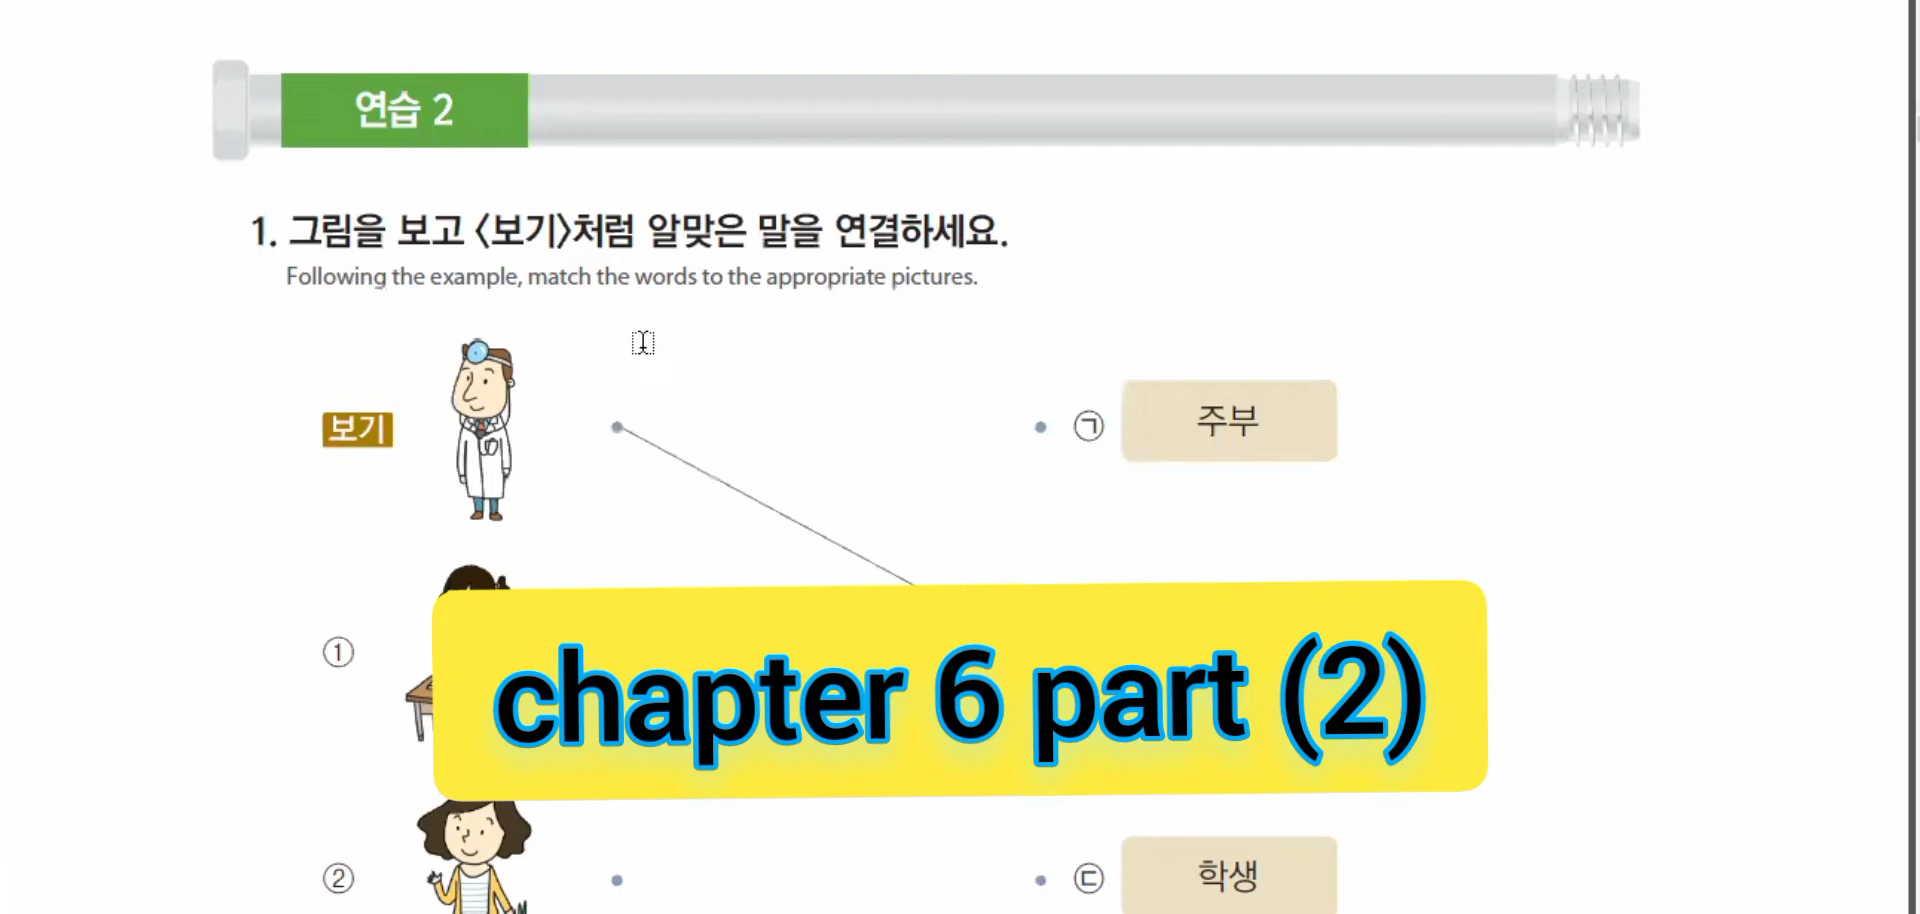 연습 2
1. 그림을 보고 〈보기〉처럼 알맞은 말을 연결하세요.
Following the example, match the words to the appropriate pictures.
보기
㉠ 주부
①
chapter 6 part (2)
②
㉢ 학생